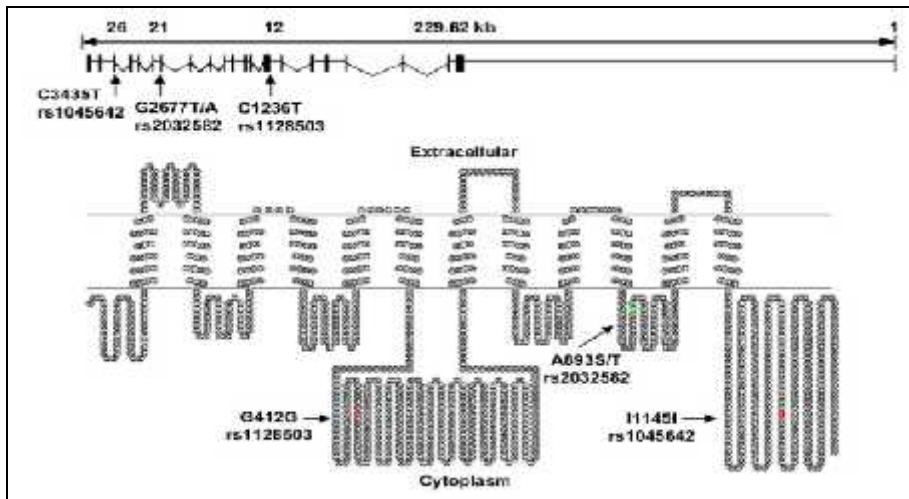 26 21 12 229.62 kb 1
C3435T
rs1045642
G2677T/A
rs2032582
C1236T
rs1128503
Extracellular
A893S/T
rs2032582
G412G
rs1128503
I1145I
rs1045642
Cytoplasm